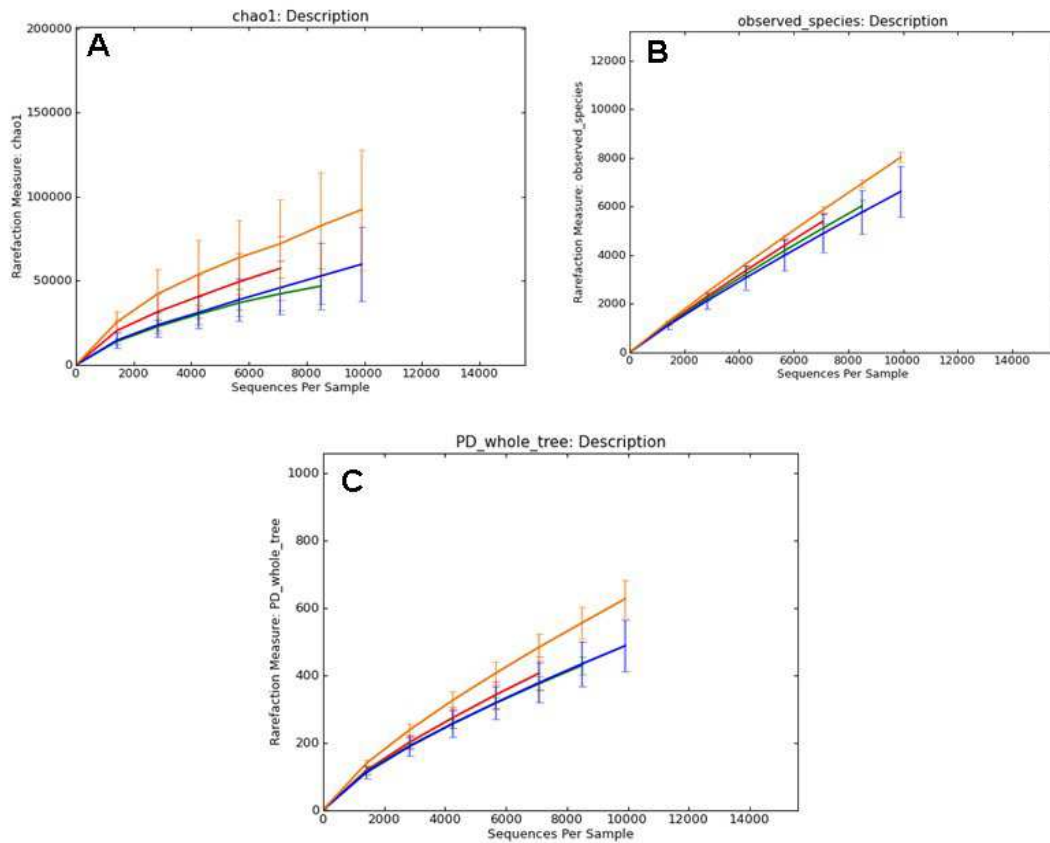 chao1: Description
A
Rarefaction Measure: chao1
200000
150000
100000
50000
0
0 2000 4000 6000 8000 10000 12000 14000
Sequences Per Sample
observed_species: Description
B
Rarefaction Measure: observed_species
12000
10000
8000
6000
4000
2000
0
0 2000 4000 6000 8000 10000 12000 14000
Sequences Per Sample
PD_whole_tree: Description
C
Rarefaction Measure: PD_whole_tree
1000
800
600
400
200
0
0 2000 4000 6000 8000 10000 12000 14000
Sequences Per Sample